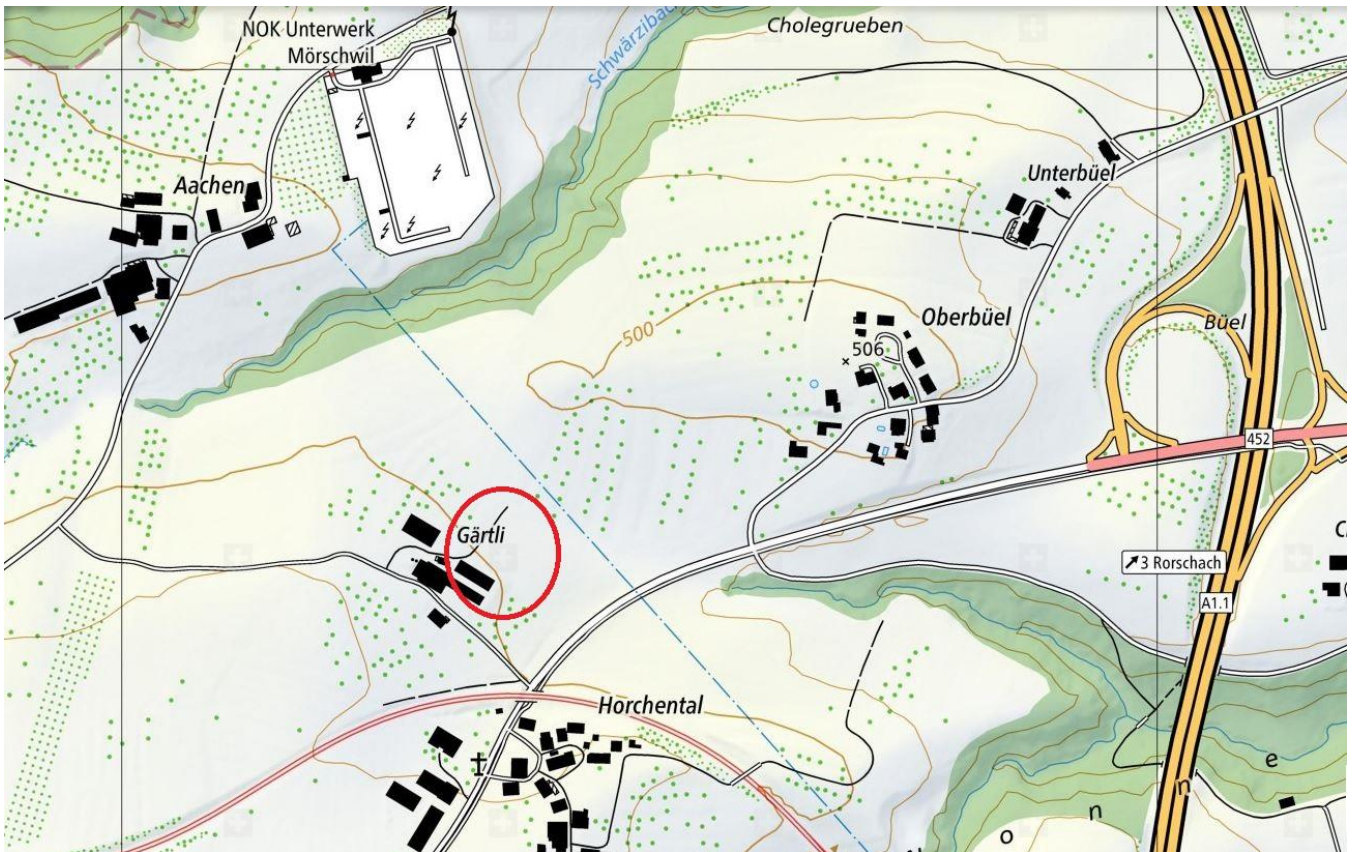 NOK Unterwerk
Mörschwil
Schwärzibach
Cholegrueben
Aachen
Unterbüel
500
506
Oberbüel
Büel
452
Gärtli
3 Rorschach
A1.1
Horchental
o
n
n
e